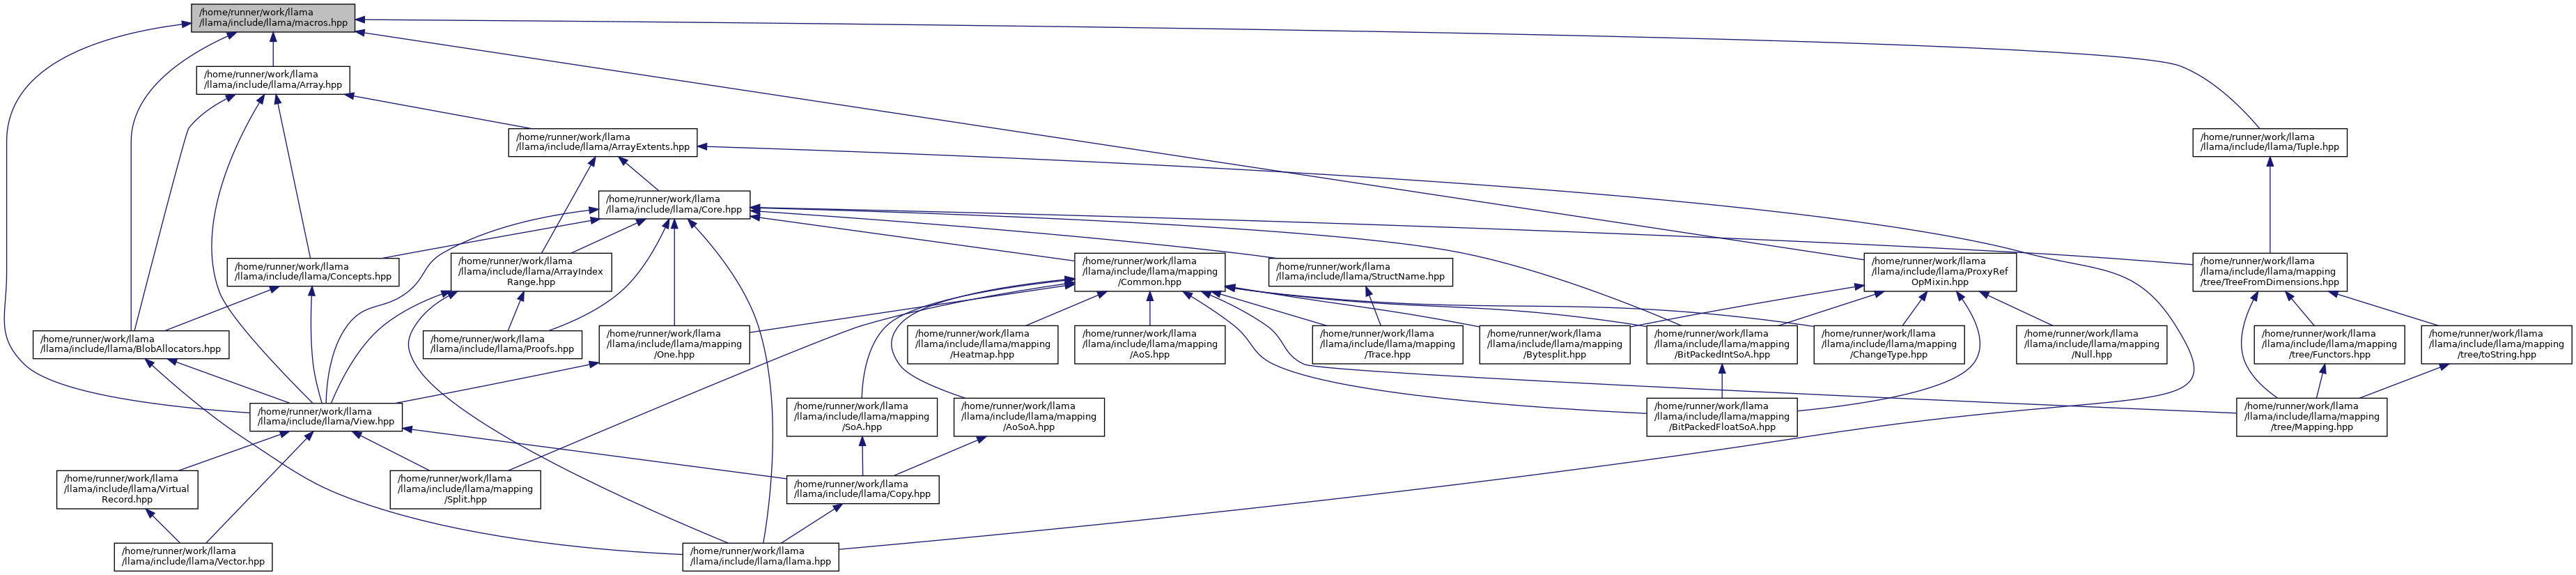 /home/runner/work/llama
/llama/include/llama/macros.hpp
/home/runner/work/llama
/llama/include/llama/Array.hpp
/home/runner/work/llama
/llama/include/llama/ArrayExtents.hpp
/home/runner/work/llama
/llama/include/llama/Tuple.hpp
/home/runner/work/llama
/llama/include/llama/Core.hpp
/home/runner/work/llama
/llama/include/llama/Concepts.hpp
/home/runner/work/llama
/llama/include/llama/ArrayIndex
Range.hpp
/home/runner/work/llama
/llama/include/llama/mapping
/Common.hpp
/home/runner/work/llama
/llama/include/llama/StructName.hpp
/home/runner/work/llama
/llama/include/llama/ProxyRef
OpMixin.hpp
/home/runner/work/llama
/llama/include/llama/mapping
/tree/TreeFromDimensions.hpp
/home/runner/work/llama
/llama/include/llama/BlobAllocators.hpp
/home/runner/work/llama
/llama/include/llama/Proofs.hpp
/home/runner/work/llama
/llama/include/llama/mapping
/One.hpp
/home/runner/work/llama
/llama/include/llama/mapping
/Heatmap.hpp
/home/runner/work/llama
/llama/include/llama/mapping
/AoS.hpp
/home/runner/work/llama
/llama/include/llama/mapping
/Trace.hpp
/home/runner/work/llama
/llama/include/llama/mapping
/Bytesplit.hpp
/home/runner/work/llama
/llama/include/llama/mapping
/BitPackedIntSoA.hpp
/home/runner/work/llama
/llama/include/llama/mapping
/ChangeType.hpp
/home/runner/work/llama
/llama/include/llama/mapping
/Null.hpp
/home/runner/work/llama
/llama/include/llama/mapping
/tree/Functors.hpp
/home/runner/work/llama
/llama/include/llama/mapping
/tree/toString.hpp
/home/runner/work/llama
/llama/include/llama/View.hpp
/home/runner/work/llama
/llama/include/llama/mapping
/SoA.hpp
/home/runner/work/llama
/llama/include/llama/mapping
/AoSoA.hpp
/home/runner/work/llama
/llama/include/llama/mapping
/BitPackedFloatSoA.hpp
/home/runner/work/llama
/llama/include/llama/mapping
/tree/Mapping.hpp
/home/runner/work/llama
/llama/include/llama/Virtual
Record.hpp
/home/runner/work/llama
/llama/include/llama/mapping
/Split.hpp
/home/runner/work/llama
/llama/include/llama/Copy.hpp
/home/runner/work/llama
/llama/include/llama/Vector.hpp
/home/runner/work/llama
/llama/include/llama/llama.hpp